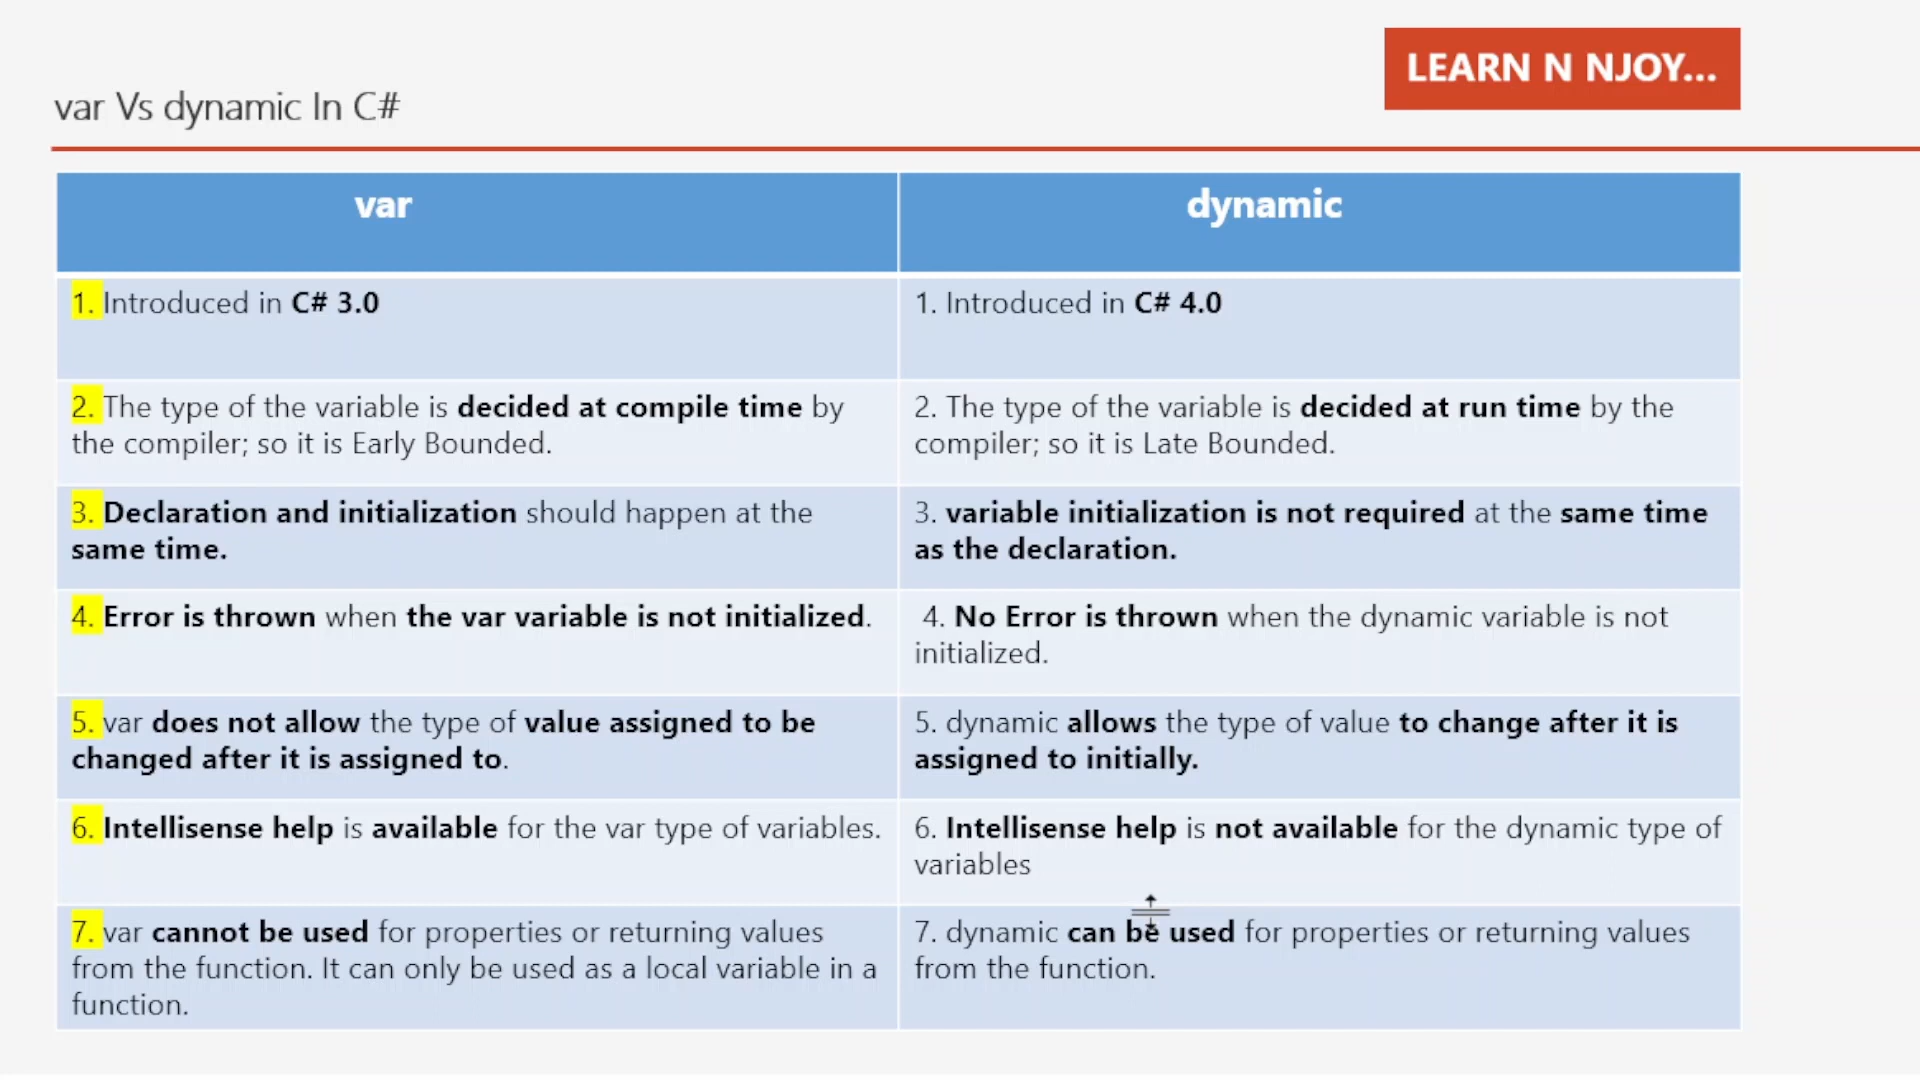 LEARN N NJOY...
var Vs dynamic In C#
var
dynamic
1. Introduced in C# 3.0
1. Introduced in C# 4.0
2. The type of the variable is decided at compile time by
the compiler; so it is Early Bounded.
2. The type of the variable is decided at run time by the
compiler; so it is Late Bounded.
3. Declaration and initialization should happen at the
same time.
3. variable initialization is not required at the same time
as the declaration.
4. Error is thrown when the var variable is not initialized.
4. No Error is thrown when the dynamic variable is not
initialized.
5. var does not allow the type of value assigned to be
changed after it is assigned to.
5. dynamic allows the type of value to change after it is
assigned to initially.
6. Intellisense help is available for the var type of variables.
6. Intellisense help is not available for the dynamic type of
variables
7. var cannot be used for properties or returning values
from the function. It can only be used as a local variable in a
function.
7. dynamic can be used for properties or returning values
from the function.